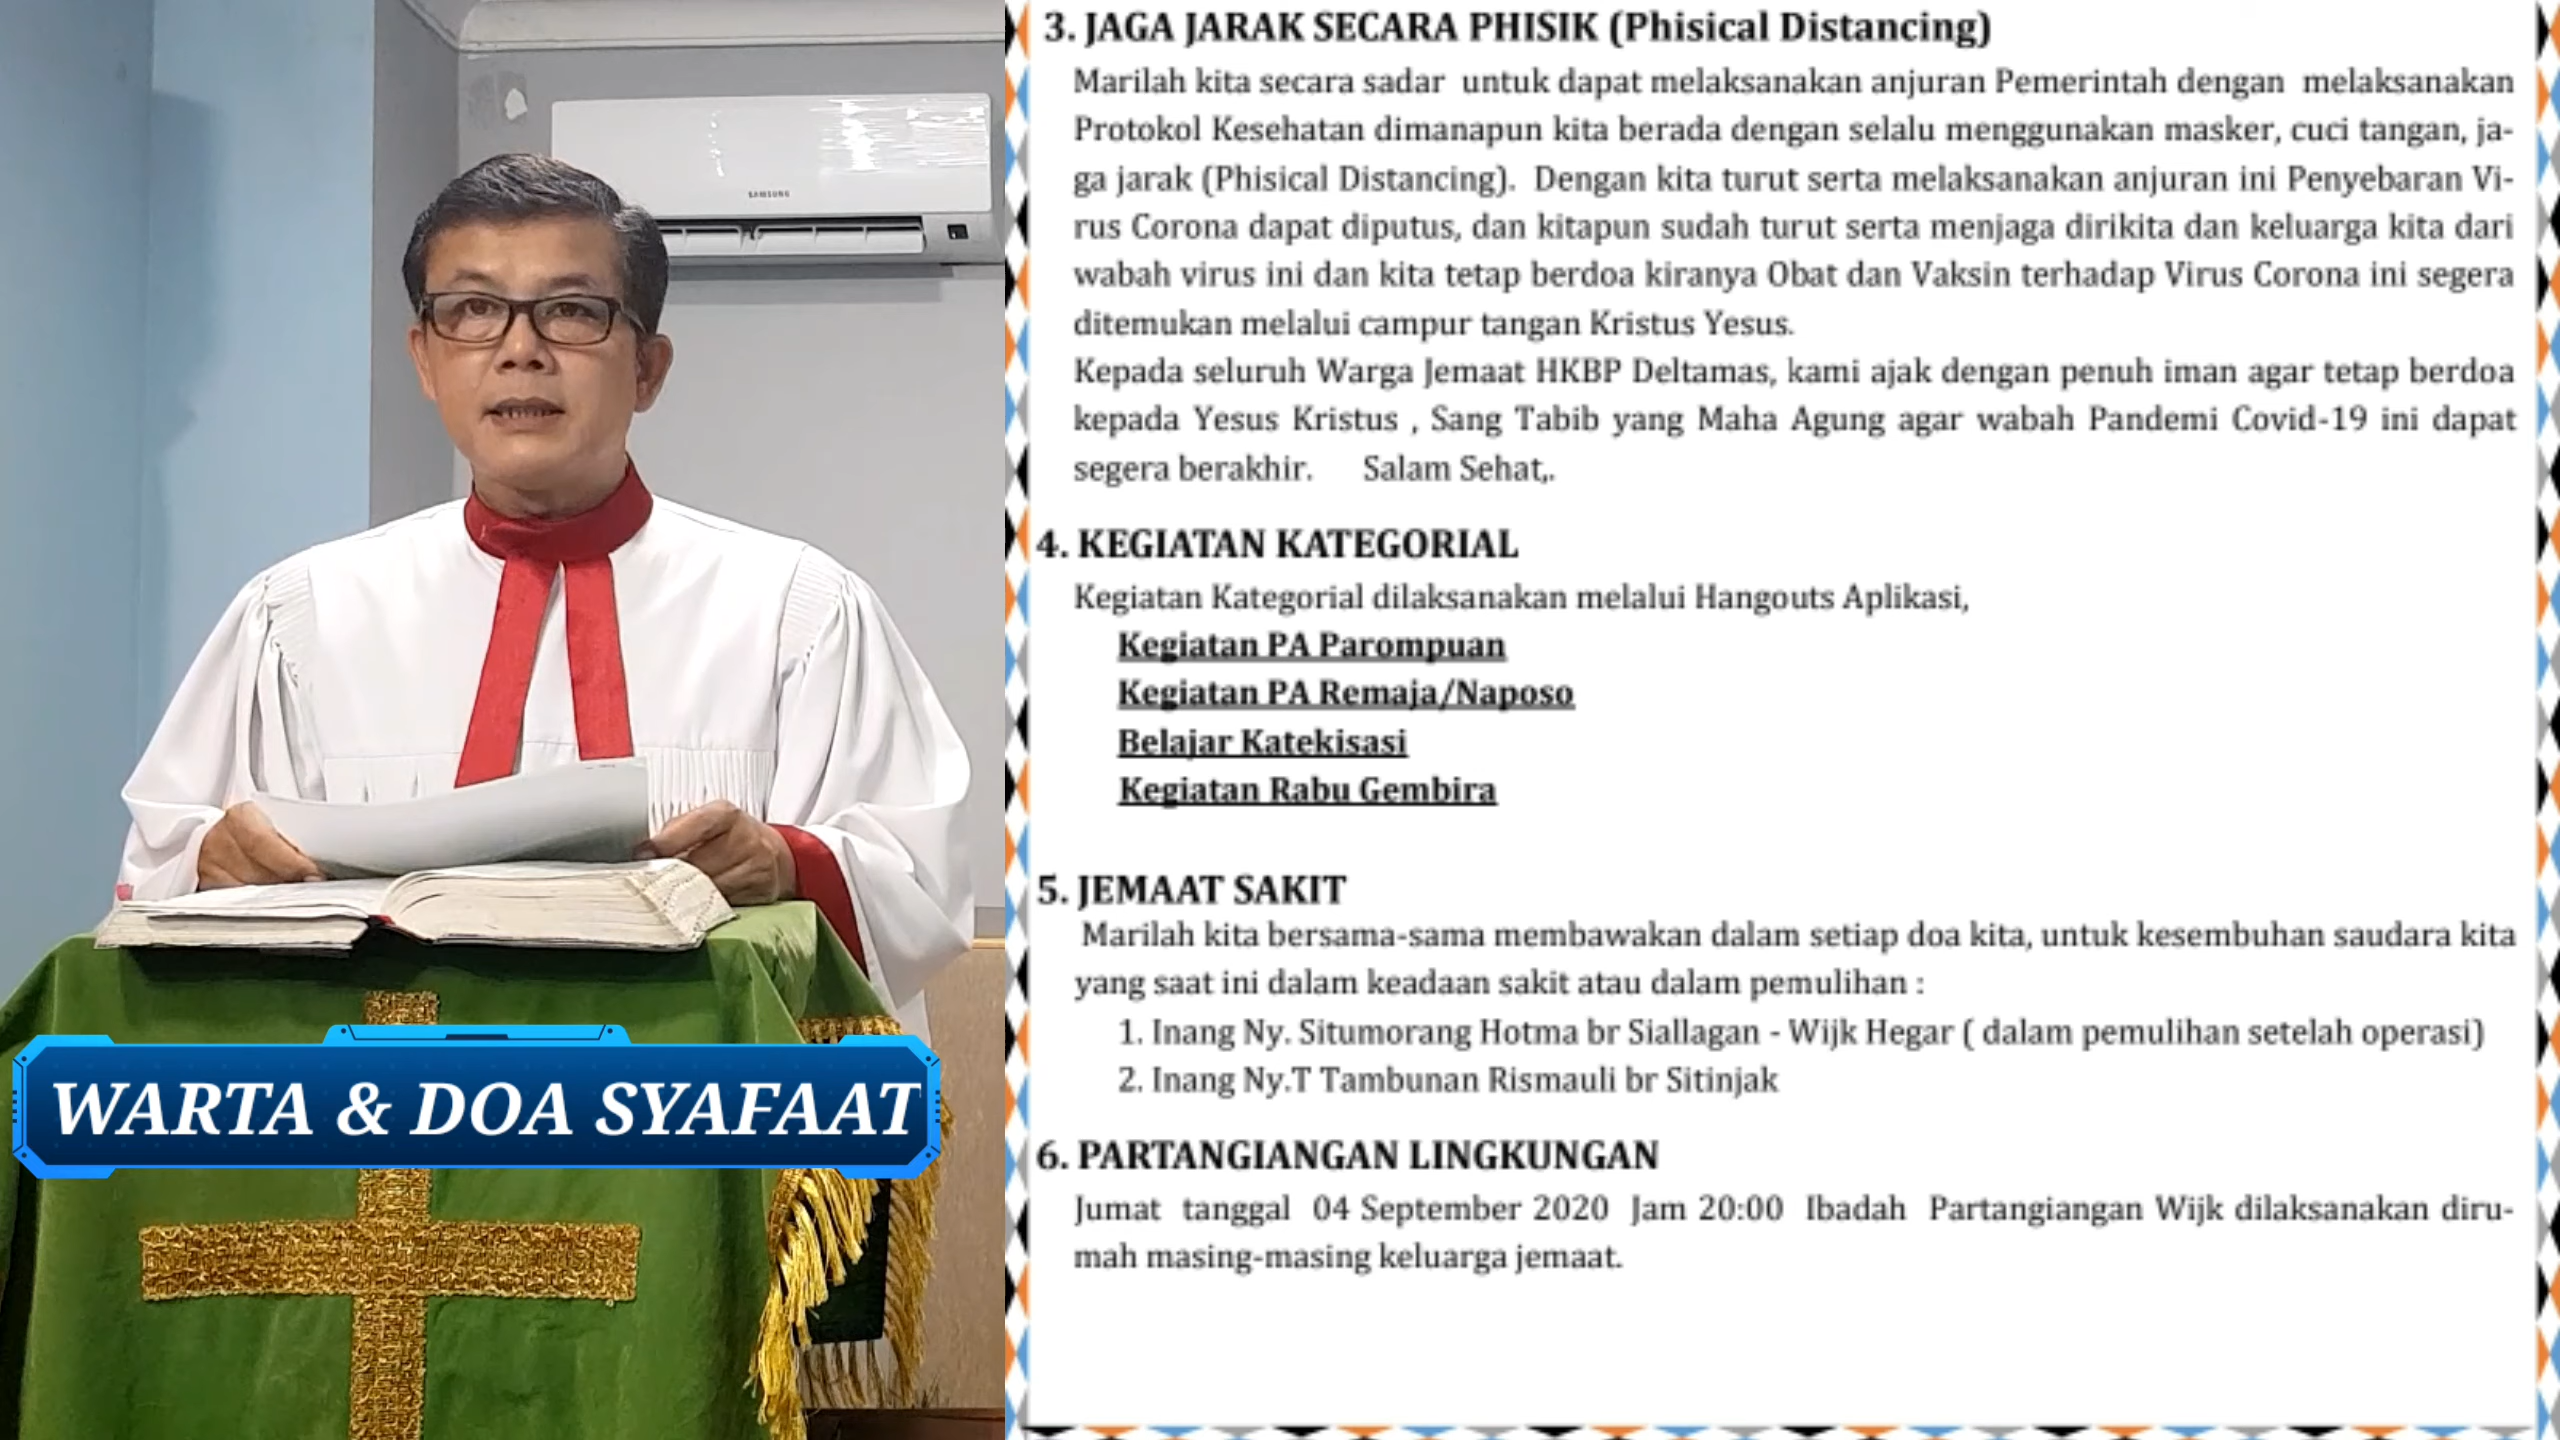 SAMSUNG
WARTA & DOA SYAFAAT
3. JAGA JARAK SECARA PHISIK (Phisical Distancing)
Marilah kita secara sadar untuk dapat melaksanakan anjuran Pemerintah dengan melaksanakan
Protokol Kesehatan dimanapun kita berada dengan selalu menggunakan masker, cuci tangan, ja-
ga jarak (Phisical Distancing). Dengan kita turut serta melaksanakan anjuran ini Penyebaran Vi-
rus Corona dapat diputus, dan kitapun sudah turut serta menjaga dirikita dan keluarga kita dari
wabah virus ini dan kita tetap berdoa kiranya Obat dan Vaksin terhadap Virus Corona ini segera
ditemukan melalui campur tangan Kristus Yesus.
Kepada seluruh Warga Jemaat HKBP Deltamas, kami ajak dengan penuh iman agar tetap berdoa
kepada Yesus Kristus , Sang Tabib yang Maha Agung agar wabah Pandemi Covid-19 ini dapat
segera berakhir. Salam Sehat,.
4. KEGIATAN KATEGORIAL
Kegiatan Kategorial dilaksanakan melalui Hangouts Aplikasi,
Kegiatan PA Parompuan
Kegiatan PA Remaja/Naposo
Belajar Katekisasi
Kegiatan Rabu Gembira
5. JEMAAT SAKIT
Marilah kita bersama-sama membawakan dalam setiap doa kita, untuk kesembuhan saudara kita
yang saat ini dalam keadaan sakit atau dalam pemulihan :
1. Inang Ny. Situmorang Hotma br Siallagan - Wijk Hegar ( dalam pemulihan setelah operasi)
2. Inang Ny.T Tambunan Rismauli br Sitinjak
6. PARTANGIANGAN LINGKUNGAN
Jumat tanggal 04 September 2020 Jam 20:00 Ibadah Partangiangan Wijk dilaksanakan diru-
mah masing-masing keluarga jemaat.